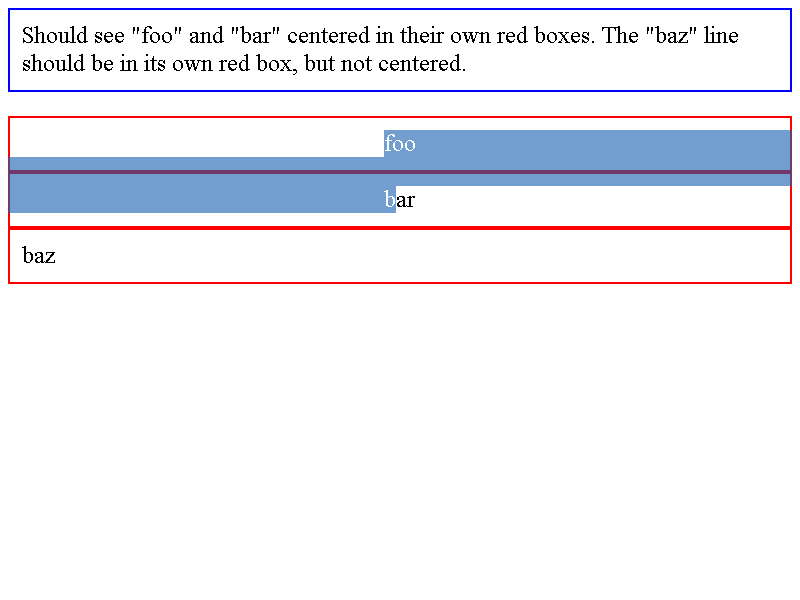 Should see "foo" and "bar" centered in their own red boxes. The "baz" line
should be in its own red box, but not centered.
foo
bar
baz